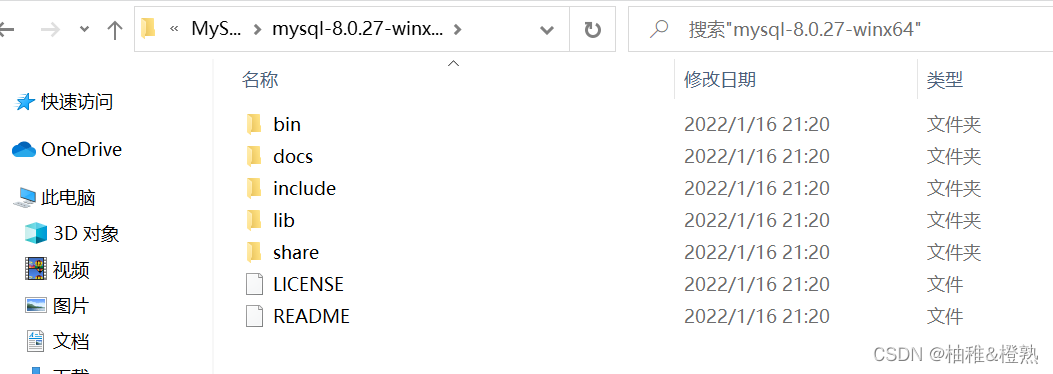 « MyS... > mysql-8.0.27-winx... >
搜索"mysql-8.0.27-winx64"
名称 修改日期 类型
快速访问
OneDrive
此电脑
3D 对象
视频
图片
文档
下载
bin 2022/1/16 21:20 文件夹
docs 2022/1/16 21:20 文件夹
include 2022/1/16 21:20 文件夹
lib 2022/1/16 21:20 文件夹
share 2022/1/16 21:20 文件夹
LICENSE 2022/1/16 21:20 文件
README 2022/1/16 21:20 文件
CSDN @柚稚&橙熟